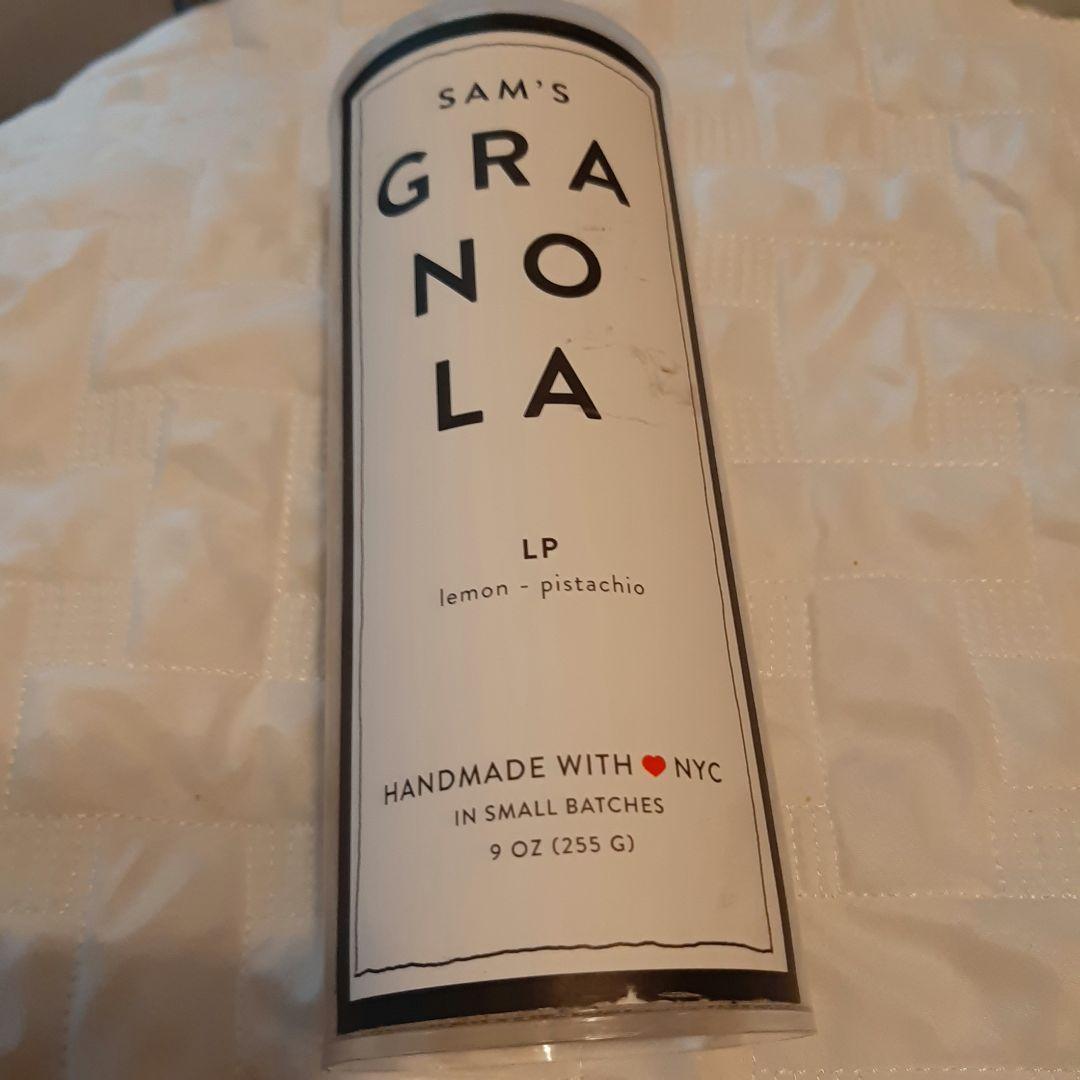 SAM'S
GRA
NO
LA
LP
lemon - pistachio
HANDMADE WITH ❤ NYC
IN SMALL BATCHES
9 OZ (255 G)